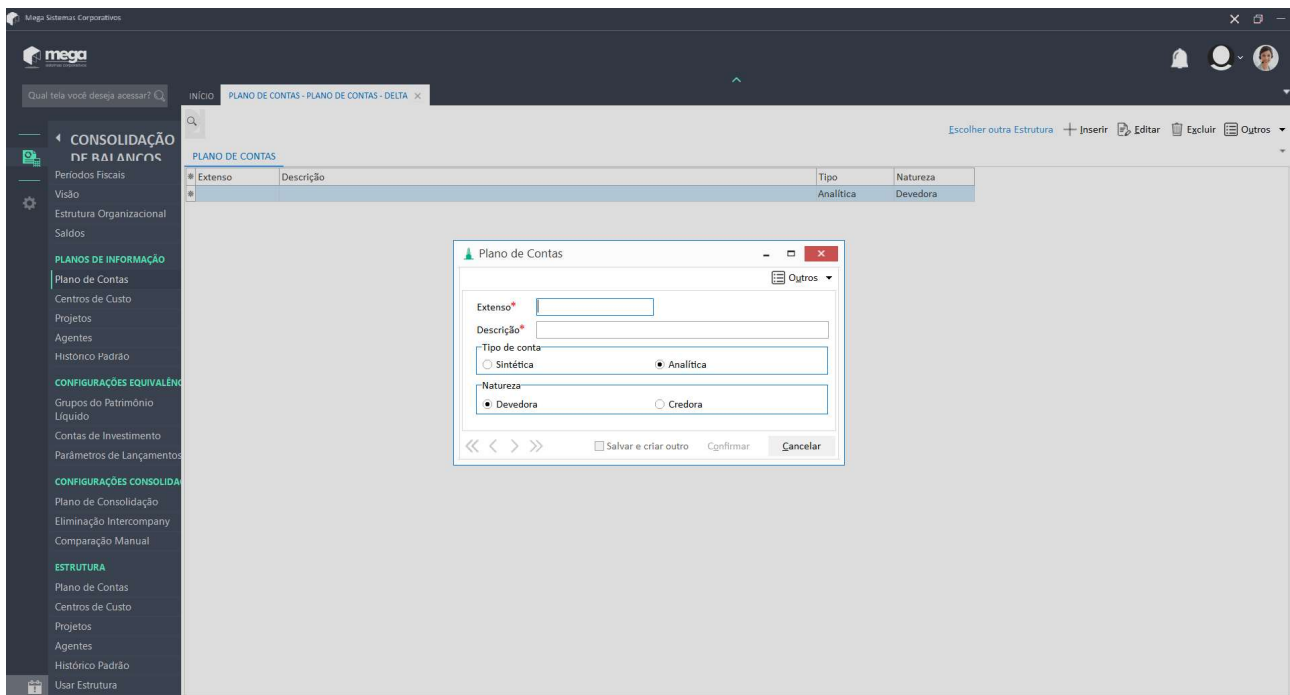 Mega Sistemas Corporativos
mega
Qual tela você deseja acessar?
INÍCIO
PLANO DE CONTAS - PLANO DE CONTAS - DELTA
Escolher outra Estrutura
Inserir
Editar
Excluir
Outros
CONSOLIDAÇÃO
DE BALANÇOS
PLANO DE CONTAS
Extenso Descrição Tipo Natureza
Analítica Devedora
Períodos Fiscais
Visão
Estrutura Organizacional
Saldos
PLANOS DE INFORMAÇÃO
Plano de Contas
Centros de Custo
Projetos
Agentes
Histórico Padrão
CONFIGURAÇÕES EQUIVALÊNC
Grupos do Patrimônio
Líquido
Contas de Investimento
Parâmetros de Lançamentos
CONFIGURAÇÕES CONSOLIDA
Plano de Consolidação
Eliminação Intercompany
Comparação Manual
ESTRUTURA
Plano de Contas
Centros de Custo
Projetos
Agentes
Histórico Padrão
Usar Estrutura
Plano de Contas
Outros
Extenso*
Descrição*
Tipo de conta
Sintética Analítica
Natureza
Devedora Credora
Salvar e criar outro Confirmar Cancelar